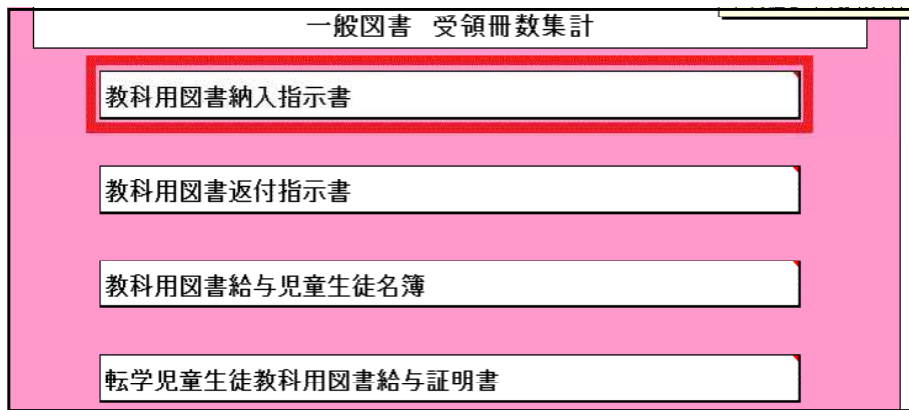 一般図書 受領冊数集計
教科用図書納入指示書
教科用図書返付指示書
教科用図書給与児童生徒名簿
転学児童生徒教科用図書給与証明書